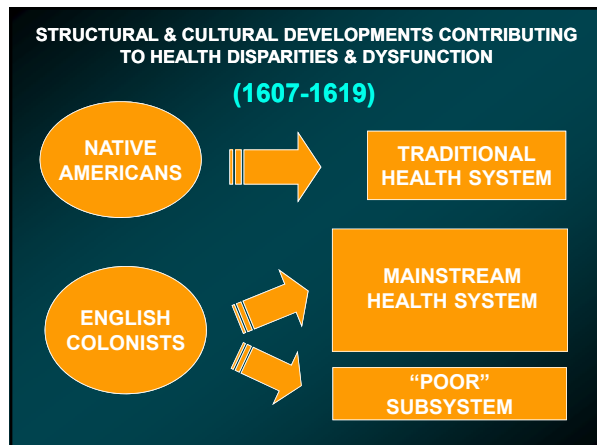 STRUCTURAL & CULTURAL DEVELOPMENTS CONTRIBUTING
TO HEALTH DISPARITIES & DYSFUNCTION
(1607-1619)
NATIVE
AMERICANS
TRADITIONAL
HEALTH SYSTEM
ENGLISH
COLONISTS
MAINSTREAM
HEALTH SYSTEM
“POOR”
SUBSYSTEM